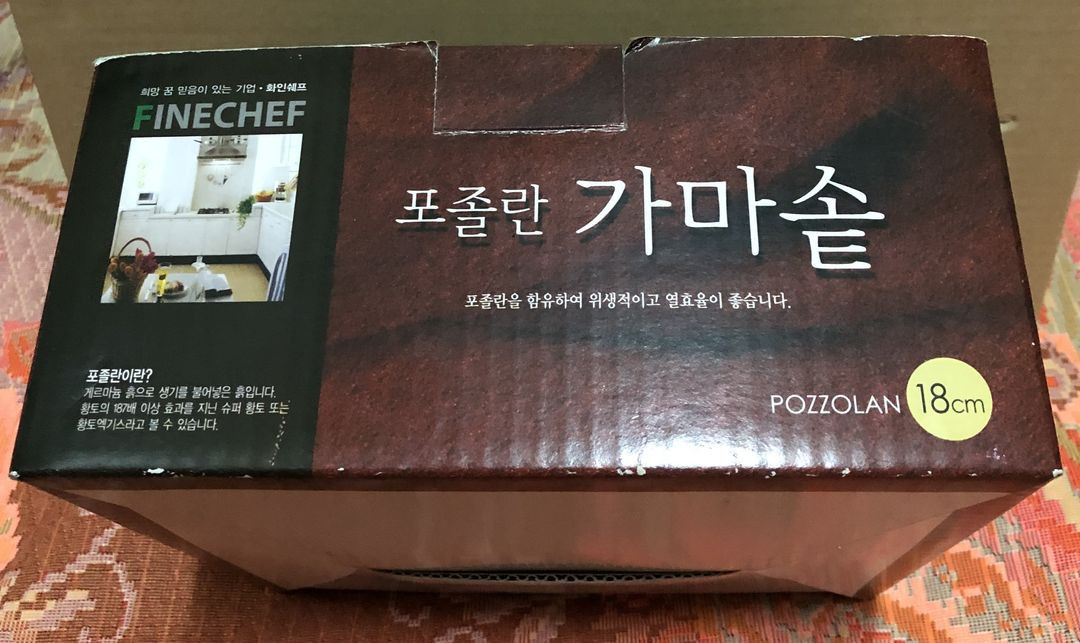 희망 꿈 믿음이 있는 기업 • 화인쉐프
FINECHEF
포졸란 가마솥
포졸란을 함유하여 위생적이고 열효율이 좋습니다.
포졸란이란?
게르마늄 흙으로 생기를 불어넣은 흙입니다.
황토의 187배 이상 효과를 지닌 슈퍼 황토 또는
황토엑기스라고 볼 수 있습니다.
POZZOLAN 18cm